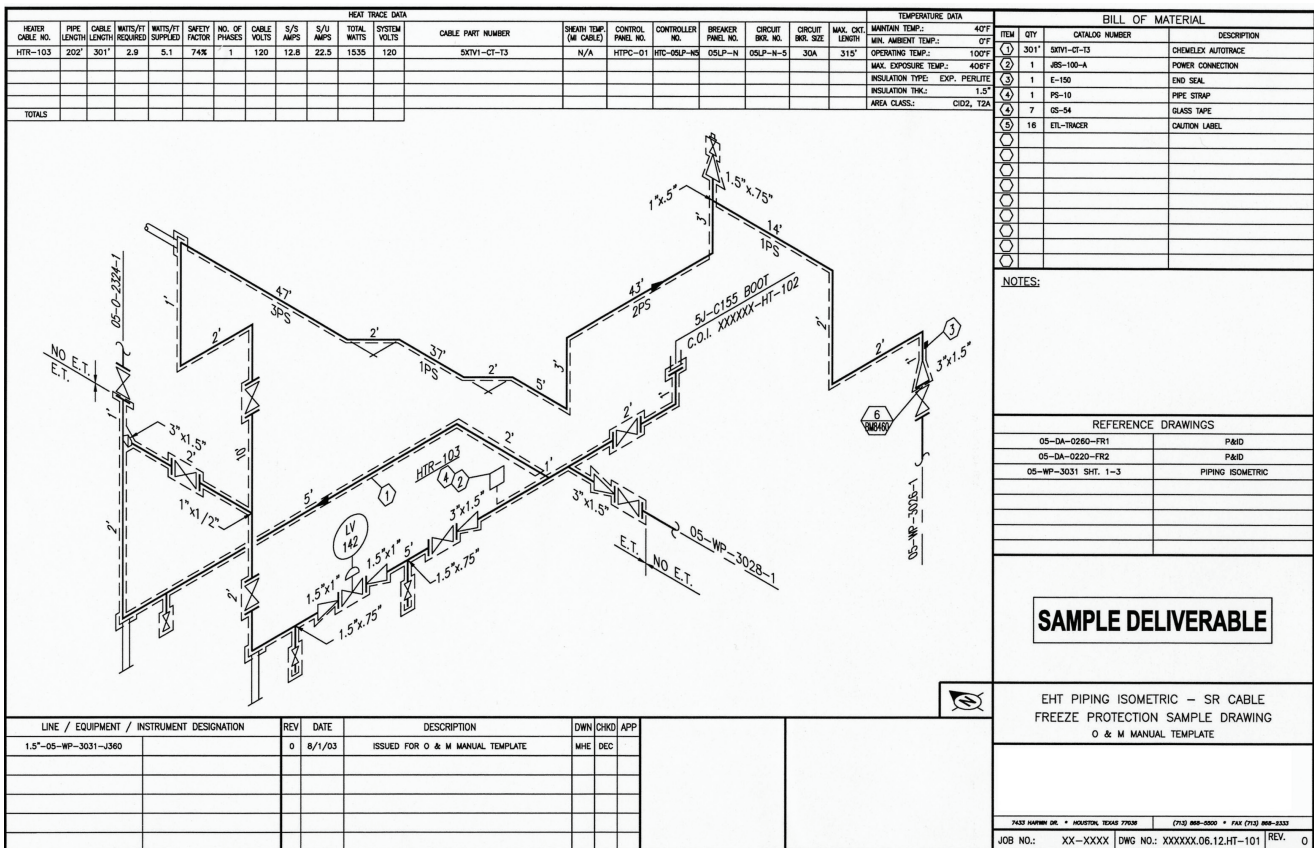 HEAT TRACE DATA
HEATER CABLE NO. PIPE LENGTH CABLE LENGTH WATTS/FT REQUIRED WATTS/FT SUPPLIED SAFETY FACTOR NO. OF PHASES CABLE VOLTS S/S AMPS S/U AMPS TOTAL WATTS SYSTEM VOLTS CABLE PART NUMBER SHEATH TEMP. (MI CABLE) CONTROL PANEL NO. CONTROLLER NO. BREAKER PANEL NO. CIRCUIT BKR. NO. CIRCUIT BKR. SIZE MAX. CKT. LENGTH
HTR-103 202' 301' 2.9 5.1 74% 1 120 12.8 22.5 1535 120 5XTV1-CT-T3 N/A HTPC-01 HTC-05LP-N5 05LP-N 05LP-N-5 30A 315'
TOTALS
TEMPERATURE DATA
MAINTAIN TEMP.: 40°F
MIN. AMBIENT TEMP.: 0°F
OPERATING TEMP.: 100°F
MAX. EXPOSURE TEMP.: 406°F
INSULATION TYPE: EXP. PERLITE
INSULATION THK.: 1.5"
AREA CLASS.: CID2, T2A
BILL OF MATERIAL
ITEM QTY CATALOG NUMBER DESCRIPTION
1 301' 5XTV1-CT-T3 CHEMELEX AUTOTRACE
2 1 JBS-100-A POWER CONNECTION
3 1 E-150 END SEAL
4 1 PS-10 PIPE STRAP
4 7 GS-54 GLASS TAPE
5 16 ETL-TRACER CAUTION LABEL
NOTES:
1.5"x.75"
1"x.5"
3'
14'
1PS
05-O-2324-1
1'
47'
3PS
2'
43'
2PS
5J-C155 BOOT
C.O.I. XXXXXX-HT-102
2'
37'
1PS
2'
5'
3'
2'
2'
1'
3
3"x1.5"
NO E.T.
E.T.
1'
3"x1.5"
2'
10'
1"x1/2"
2'
5'
1
HTR-103
4 2
2'
1'
2'
1'
6
BM8460
3"x1.5"
3"x1.5"
LV
142
2'
1.5"x1"
1.5"x1"
5'
1.5"x.75"
1.5"x.75"
05-WP-3028-1
E.T.
NO E.T.
05-WP-3026-1
REFERENCE DRAWINGS
05-DA-0260-FR1 P&ID
05-DA-0220-FR2 P&ID
05-WP-3031 SHT. 1-3 PIPING ISOMETRIC
SAMPLE DELIVERABLE
N
EHT PIPING ISOMETRIC - SR CABLE
FREEZE PROTECTION SAMPLE DRAWING
O & M MANUAL TEMPLATE
LINE / EQUIPMENT / INSTRUMENT DESIGNATION
1.5"-05-WP-3031-J360
REV DATE DESCRIPTION DWN CHKD APP
0 8/1/03 ISSUED FOR O & M MANUAL TEMPLATE MHE DEC
7433 HARWIN DR. * HOUSTON, TEXAS 77036 (713) 868-5500 * FAX (713) 868-2333
JOB NO.: XX-XXXX DWG NO.: XXXXXX.06.12.HT-101 REV. 0